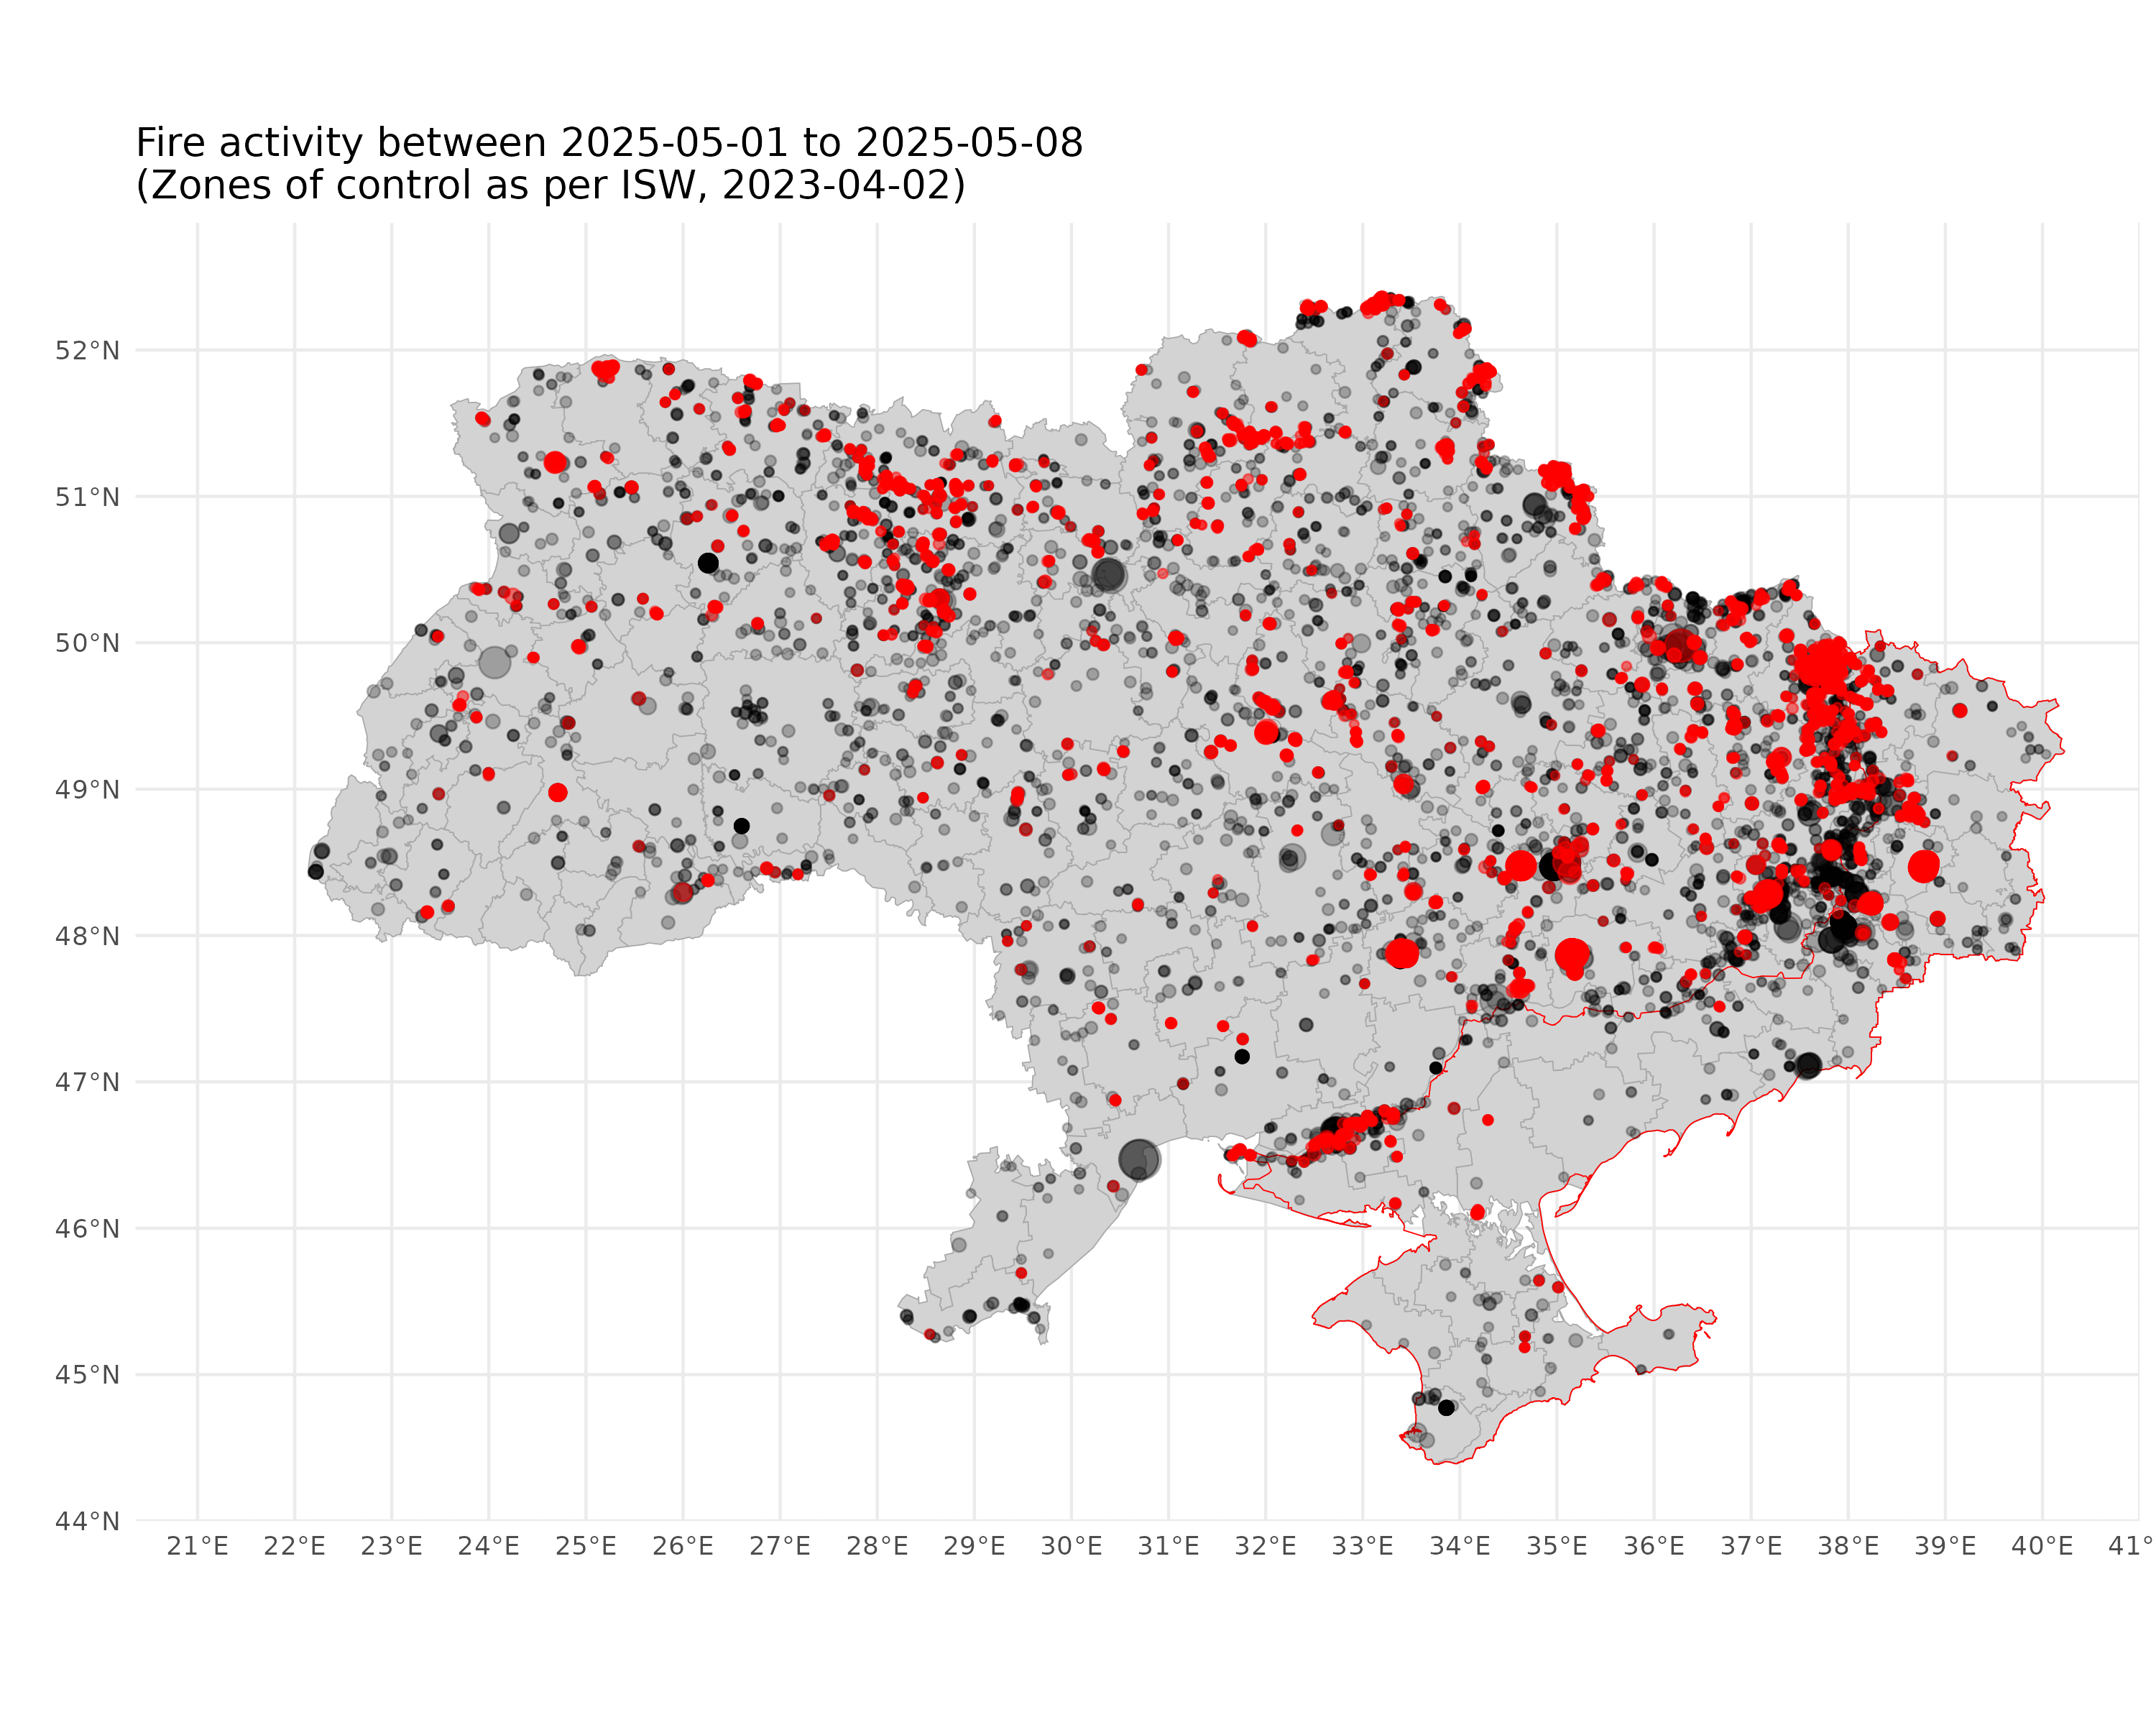 Fire activity between 2025-05-01 to 2025-05-08
(Zones of control as per ISW, 2023-04-02)
52°N
51°N
50°N
49°N
48°N
47°N
46°N
45°N
44°N
21°E 22°E 23°E 24°E 25°E 26°E 27°E 28°E 29°E 30°E 31°E 32°E 33°E 34°E 35°E 36°E 37°E 38°E 39°E 40°E 41°